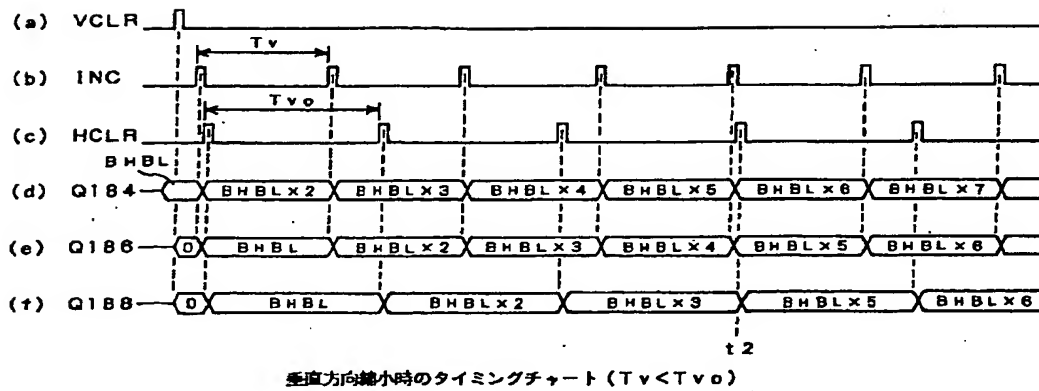 (a) VCLR
Tv
(b) INC
Tvo
(c) HCLR
BHBL
(d) Q184 BHBL×2 BHBL×3 BHBL×4 BHBL×5 BHBL×6 BHBL×7
(e) Q186 0 BHBL BHBL×2 BHBL×3 BHBL×4 BHBL×5 BHBL×6
(f) Q188 0 BHBL BHBL×2 BHBL×3 BHBL×5 BHBL×6
t2
垂直方向縮小時のタイミングチャート(Tv<Tvo)